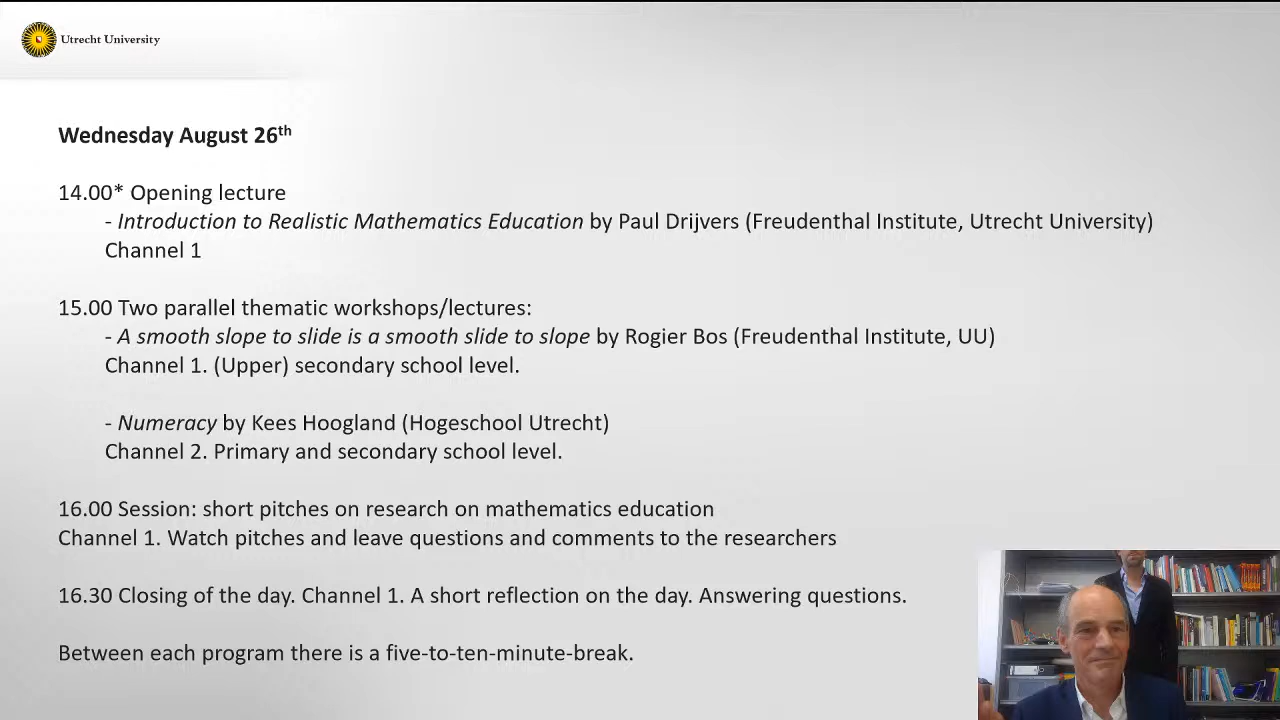 Utrecht University
Wednesday August 26th
14.00* Opening lecture
- Introduction to Realistic Mathematics Education by Paul Drijvers (Freudenthal Institute, Utrecht University)
Channel 1
15.00 Two parallel thematic workshops/lectures:
- A smooth slope to slide is a smooth slide to slope by Rogier Bos (Freudenthal Institute, UU)
Channel 1. (Upper) secondary school level.
- Numeracy by Kees Hoogland (Hogeschool Utrecht)
Channel 2. Primary and secondary school level.
16.00 Session: short pitches on research on mathematics education
Channel 1. Watch pitches and leave questions and comments to the researchers
16.30 Closing of the day. Channel 1. A short reflection on the day. Answering questions.
Between each program there is a five-to-ten-minute-break.